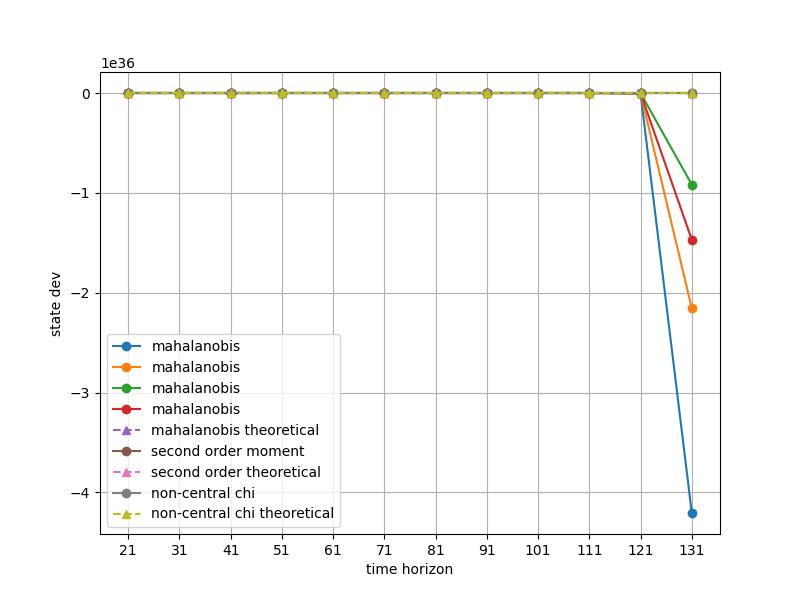 1e36
0
−1
−2
−3
−4
state dev
mahalanobis
mahalanobis
mahalanobis
mahalanobis
mahalanobis theoretical
second order moment
second order theoretical
non-central chi
non-central chi theoretical
21 31 41 51 61 71 81 91 101 111 121 131
time horizon